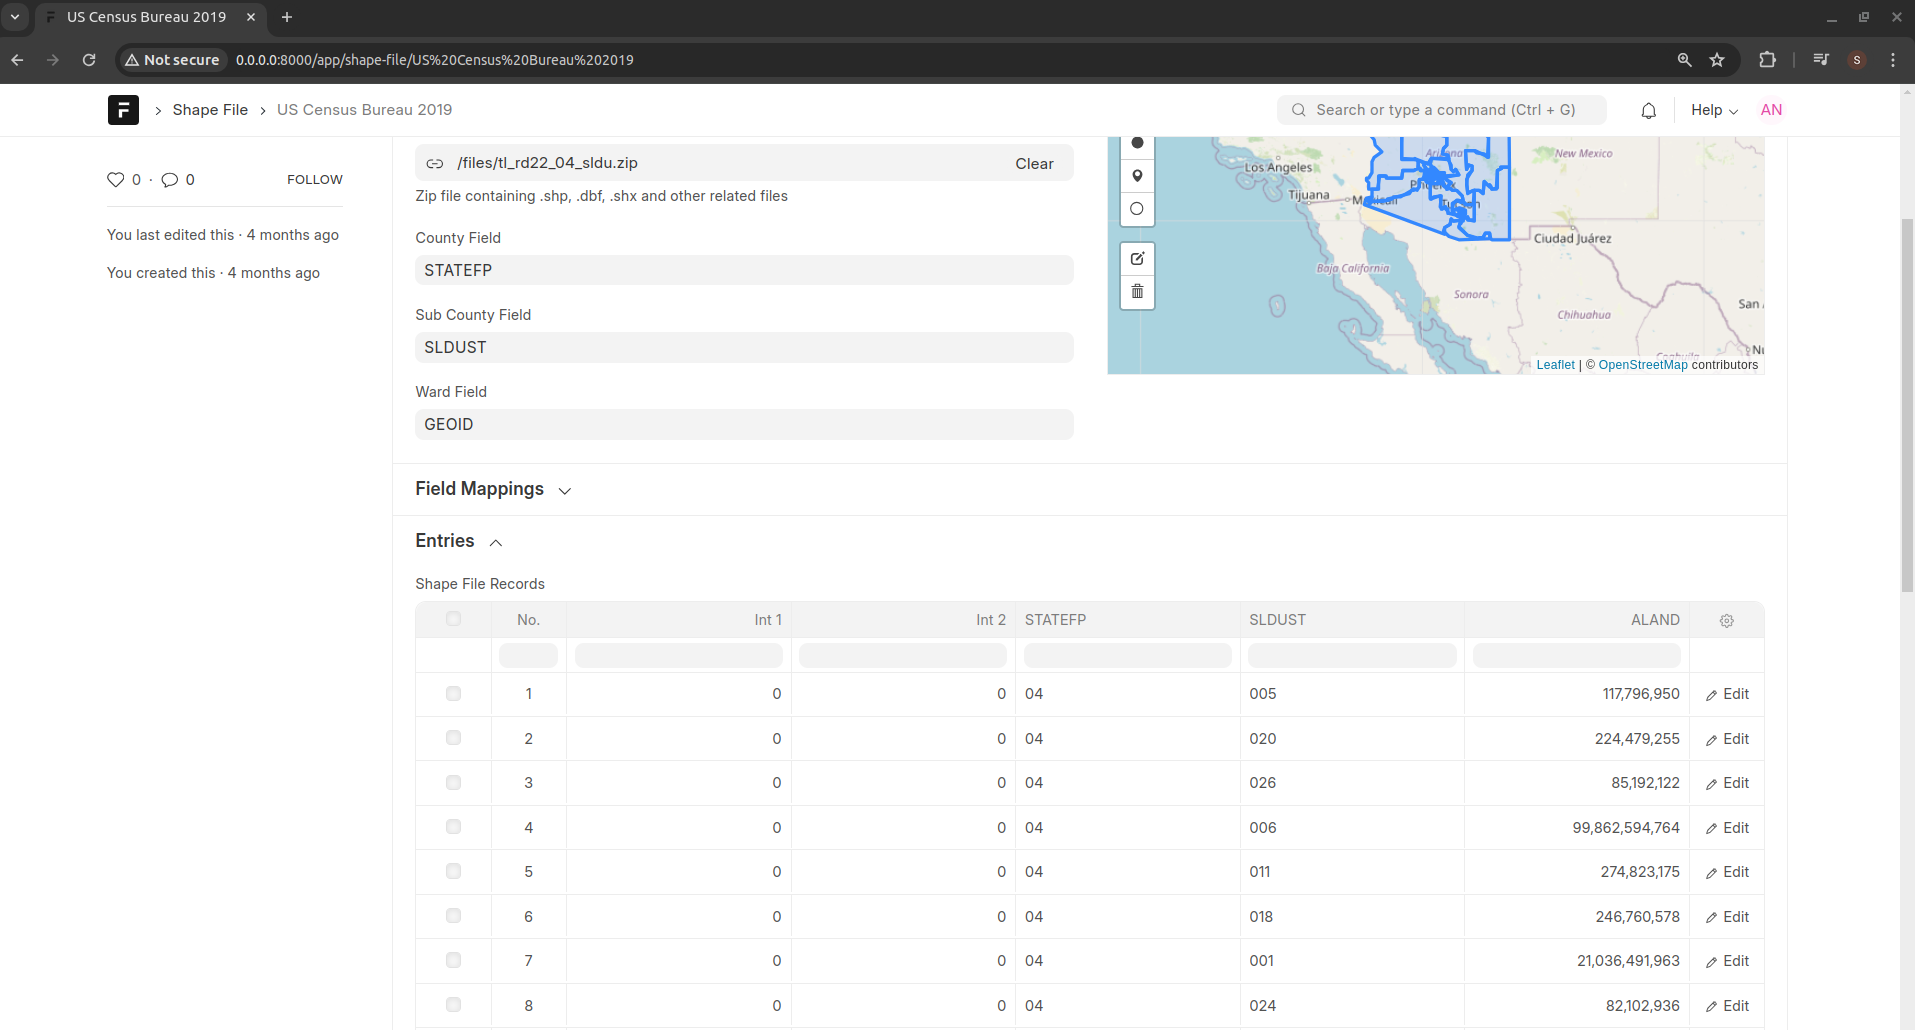 US Census Bureau 2019
Not secure 0.0.0.0:8000/app/shape-file/US%20Census%20Bureau%202019 S
F Shape File US Census Bureau 2019 Search or type a command (Ctrl + G) Help AN
0 · 0 FOLLOW
You last edited this · 4 months ago
You created this · 4 months ago
/files/tl_rd22_04_sldu.zip Clear
Zip file containing .shp, .dbf, .shx and other related files
County Field
STATEFP
Sub County Field
SLDUST
Ward Field
GEOID
Arizona New Mexico
Los Angeles
Phoenix
Tijuana Mexicali Tucson
Ciudad Juárez
Baja California
Sonora
San
Chihuahua
Coahuila
Leaflet | © OpenStreetMap contributors
Field Mappings
Entries
Shape File Records
No. Int 1 Int 2 STATEFP SLDUST ALAND
1 0 0 04 005 117,796,950 Edit
2 0 0 04 020 224,479,255 Edit
3 0 0 04 026 85,192,122 Edit
4 0 0 04 006 99,862,594,764 Edit
5 0 0 04 011 274,823,175 Edit
6 0 0 04 018 246,760,578 Edit
7 0 0 04 001 21,036,491,963 Edit
8 0 0 04 024 82,102,936 Edit